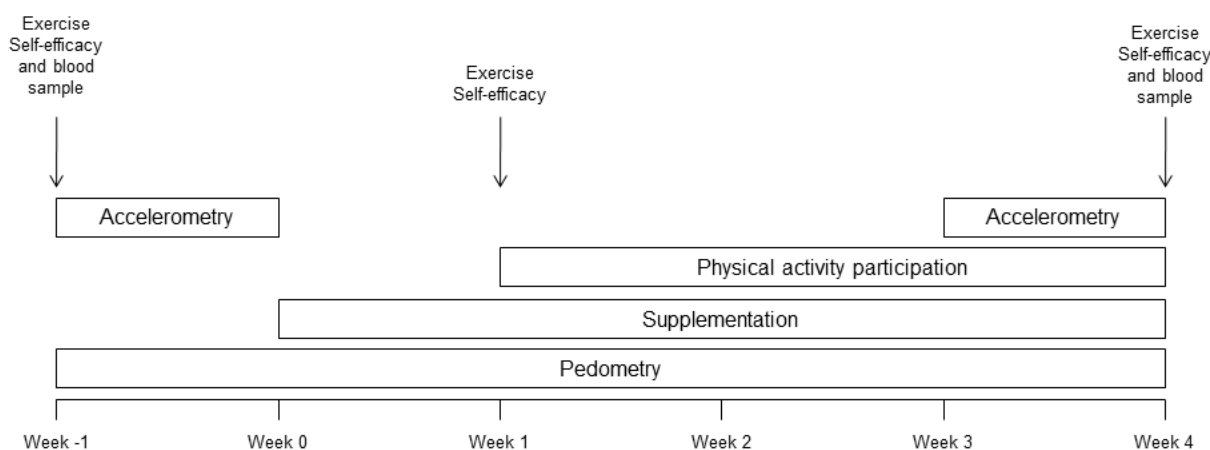 Exercise
Self-efficacy
and blood
sample
Exercise
Self-efficacy
Exercise
Self-efficacy
and blood
sample
Accelerometry
Accelerometry
Physical activity participation
Supplementation
Pedometry
Week -1
Week 0
Week 1
Week 2
Week 3
Week 4